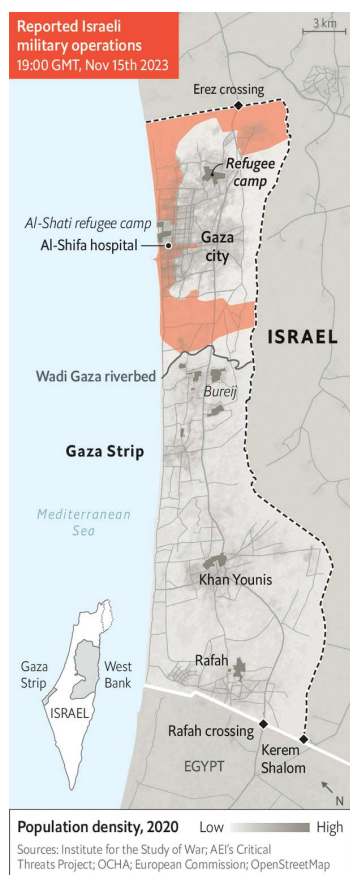 Reported Israeli
military operations
19:00 GMT, Nov 15th 2023
3 km
Erez crossing
Refugee
camp
Al-Shati refugee camp
Al-Shifa hospital
Gaza
city
ISRAEL
Wadi Gaza riverbed
Bureij
Gaza Strip
Mediterranean
Sea
Khan Younis
Rafah
Gaza
Strip
West
Bank
ISRAEL
Rafah crossing
Kerem
Shalom
EGYPT
N
Population density, 2020 Low High
Sources: Institute for the Study of War; AEI’s Critical
Threats Project; OCHA; European Commission; OpenStreetMap